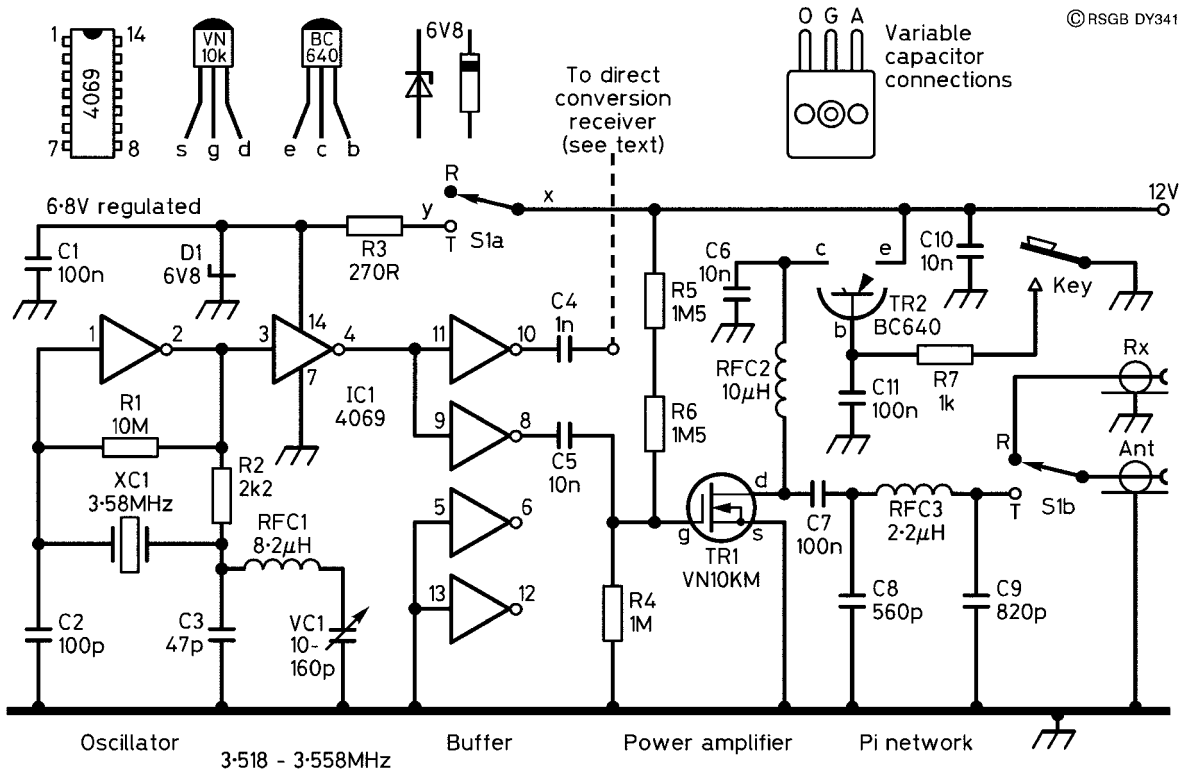 1
14
4069
7
8
VN
10k
s g d
BC
640
e c b
6V8
To direct
conversion
receiver
(see text)
O G A
Variable
capacitor
connections
©RSGB DY341
6·8V regulated
R
x
y
T
S1a
12V
C1
100n
D1
6V8
R3
270R
C6
10n
c
e
C10
10n
Key
R5
1M5
TR2
BC640
b
C4
1n
1
2
3
14
4
7
11
10
IC1
4069
RFC2
10μH
C11
100n
R7
1k
Rx
R1
10M
R6
1M5
9
8
C5
10n
R
Ant
R2
2k2
XC1
3·58MHz
5
6
d
g
s
TR1
VN10KM
C7
100n
RFC3
2·2μH
T
S1b
RFC1
8·2μH
13
12
R4
1M
C8
560p
C9
820p
C2
100p
C3
47p
VC1
10-
160p
Oscillator
Buffer
Power amplifier
Pi network
3·518 - 3·558MHz